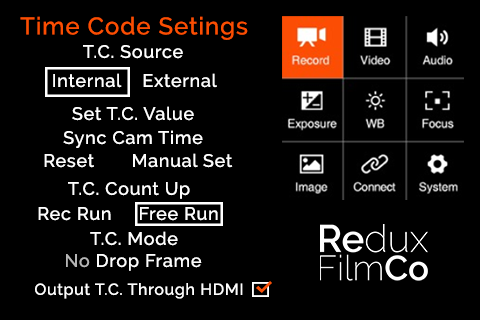 Time Code Setings
T.C. Source
Internal External
Set T.C. Value
Sync Cam Time
Reset Manual Set
T.C. Count Up
Rec Run Free Run
T.C. Mode
No Drop Frame
Output T.C. Through HDMI
Record Video Audio
Exposure WB Focus
Image Connect System
Redux
FilmCo